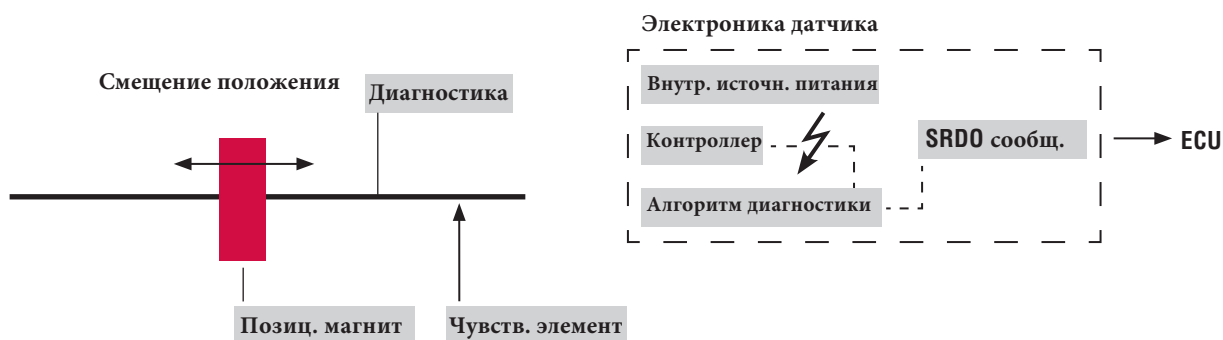 Электроника датчика
Смещение положения
Диагностика
Внутр. источн. питания
Контроллер
SRDO сообщ.
ECU
Алгоритм диагностики
Позиц. магнит
Чувств. элемент